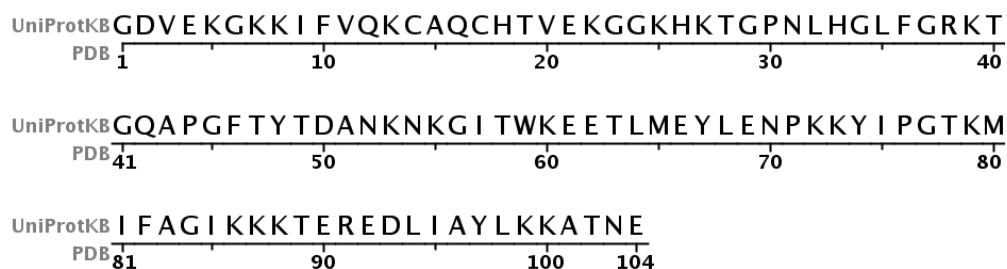 UniProtKB GDVEKGKKIFVQKCAQCHTVEKGGKHKTGPNLHGLFGRKT
PDB 1 10 20 30 40
UniProtKB GQAPGFTYTDANKNKGITWKEETLMEYLENPKKYIPGTKM
PDB 41 50 60 70 80
UniProtKB IFAGIKKKTEREDLIAYLKKATNE
PDB 81 90 100 104